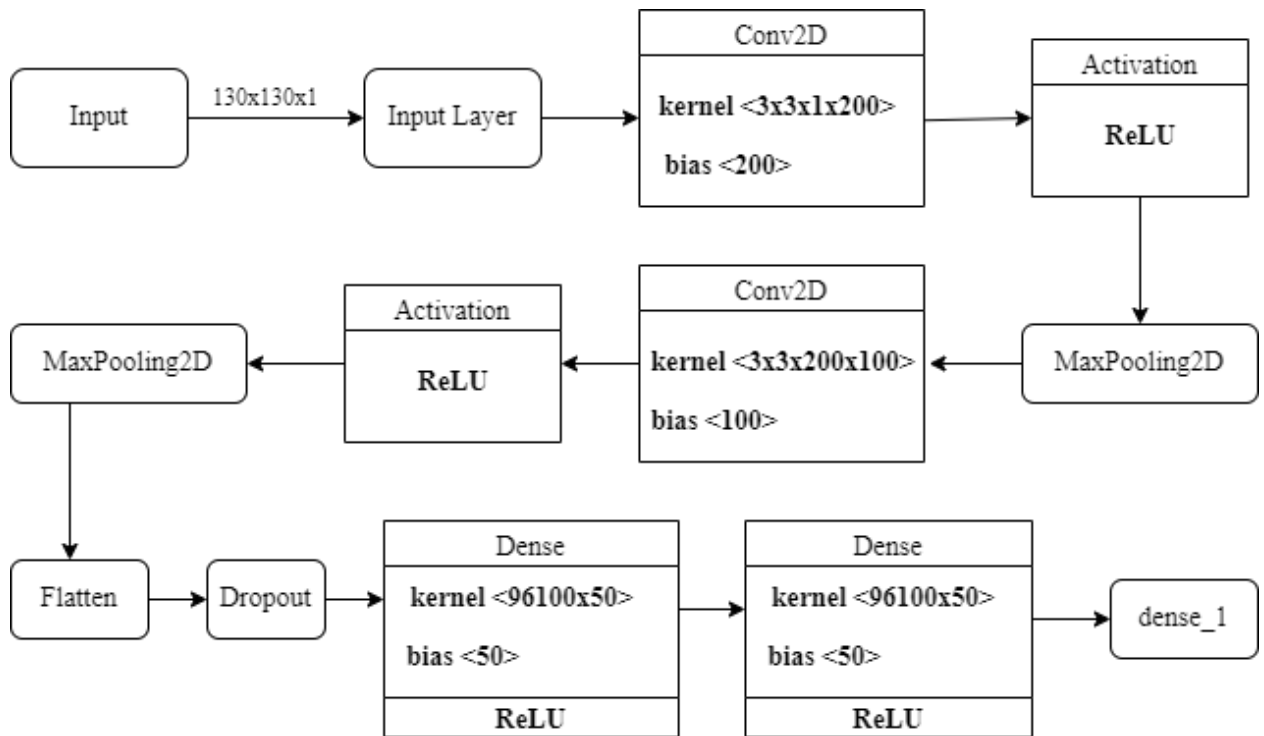 Input
130x130x1
Input Layer
Conv2D
kernel <3x3x1x200>
bias <200>
Activation
ReLU
MaxPooling2D
Conv2D
kernel <3x3x200x100>
bias <100>
Activation
ReLU
MaxPooling2D
Flatten
Dropout
Dense
kernel <96100x50>
bias <50>
ReLU
Dense
kernel <96100x50>
bias <50>
ReLU
dense_1